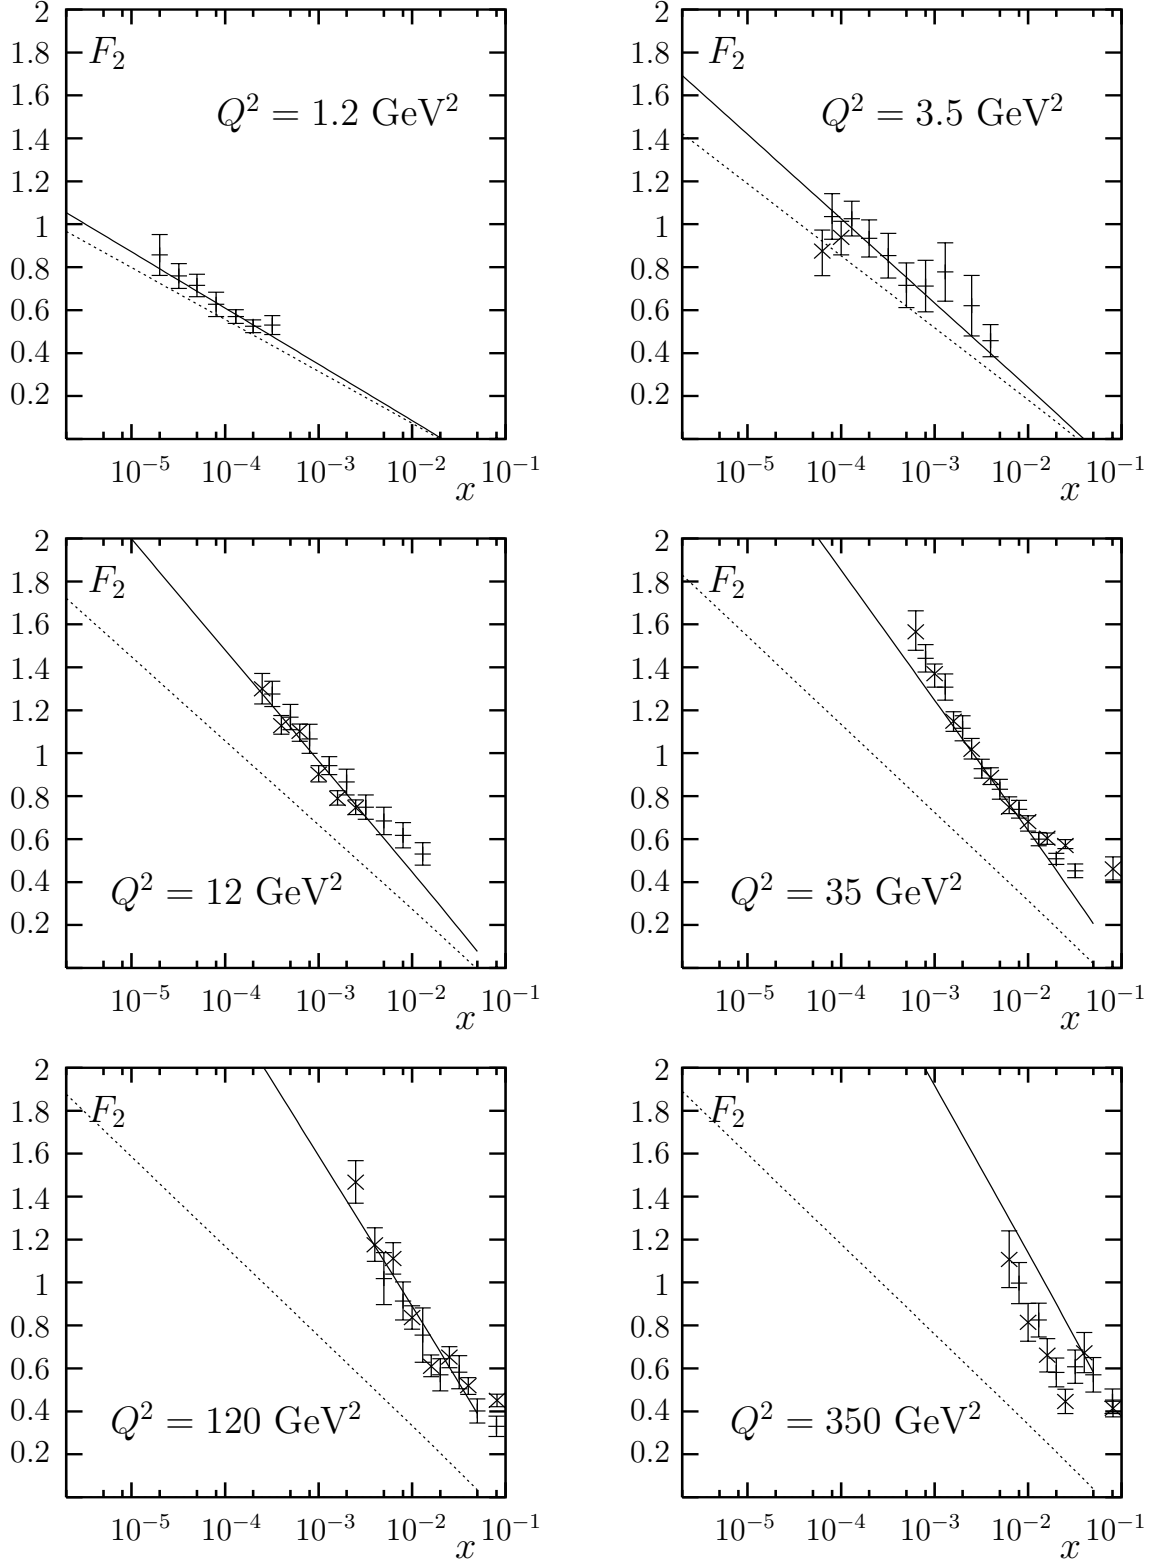 2
1.8
1.6
1.4
1.2
1
0.8
0.6
0.4
0.2
F₂
Q² = 1.2 GeV²
10⁻⁵ 10⁻⁴ 10⁻³ 10⁻² 10⁻¹
x
2
1.8
1.6
1.4
1.2
1
0.8
0.6
0.4
0.2
F₂
Q² = 3.5 GeV²
10⁻⁵ 10⁻⁴ 10⁻³ 10⁻² 10⁻¹
x
2
1.8
1.6
1.4
1.2
1
0.8
0.6
0.4
0.2
F₂
Q² = 12 GeV²
10⁻⁵ 10⁻⁴ 10⁻³ 10⁻² 10⁻¹
x
2
1.8
1.6
1.4
1.2
1
0.8
0.6
0.4
0.2
F₂
Q² = 35 GeV²
10⁻⁵ 10⁻⁴ 10⁻³ 10⁻² 10⁻¹
x
2
1.8
1.6
1.4
1.2
1
0.8
0.6
0.4
0.2
F₂
Q² = 120 GeV²
10⁻⁵ 10⁻⁴ 10⁻³ 10⁻² 10⁻¹
x
2
1.8
1.6
1.4
1.2
1
0.8
0.6
0.4
0.2
F₂
Q² = 350 GeV²
10⁻⁵ 10⁻⁴ 10⁻³ 10⁻² 10⁻¹
x